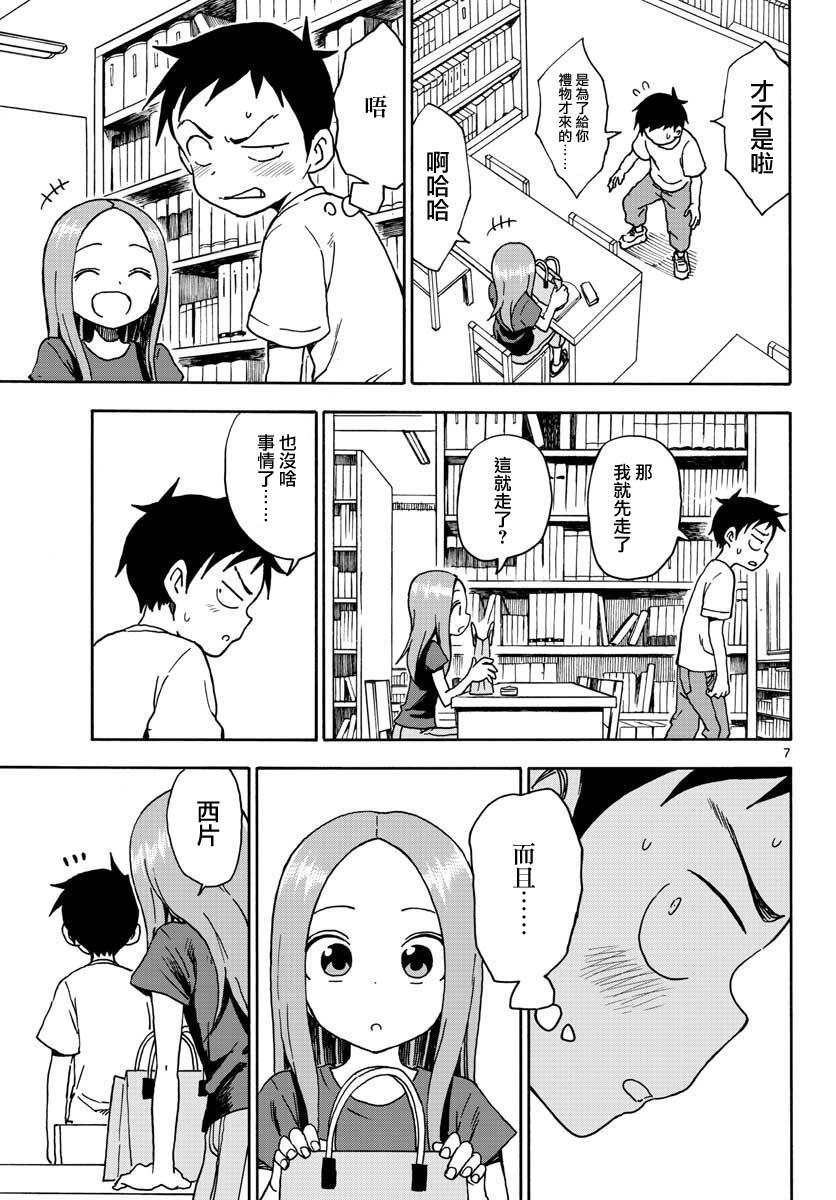 才不是啦
是為了給你
禮物才來的……
啊哈哈
唔
那
我就先走了
這就走了？
也沒啥
事情了……
7
而且……
西片